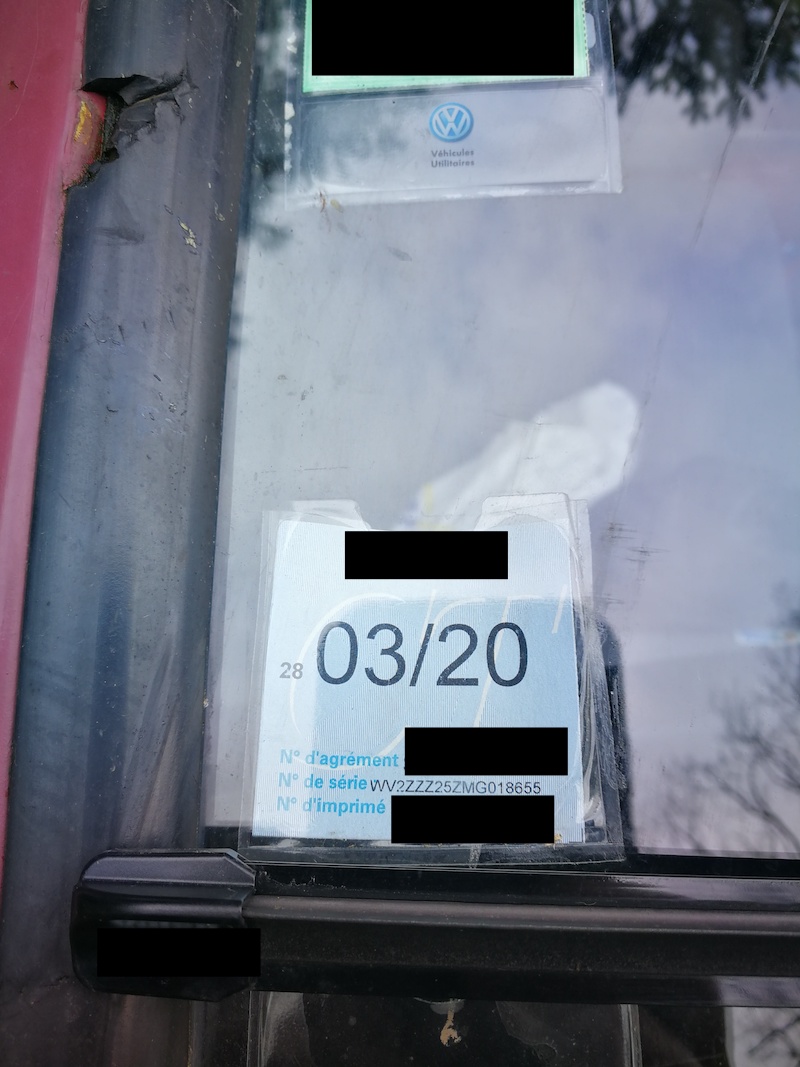 Véhicules
Utilitaires
28 03/20
N° d'agrément
N° de série WV2ZZZ25ZMG018655
N° d'imprimé